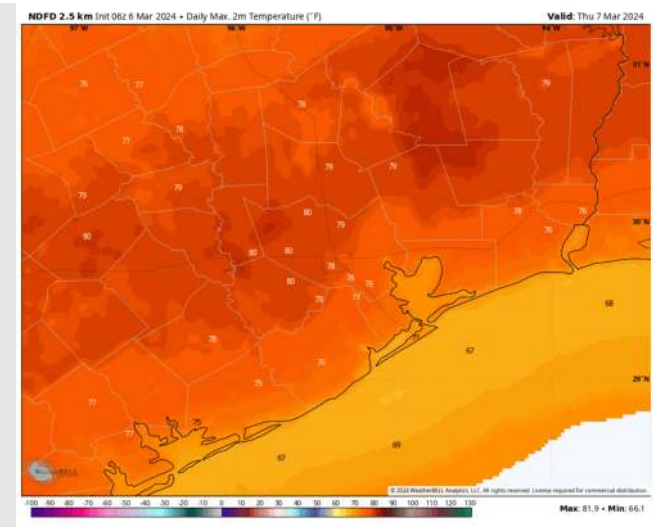 NDFD 2.5 km Init 06z 6 Mar 2024 • Daily Max. 2m Temperature (°F)
Valid: Thu 7 Mar 2024
97°W 96°W 95°W 94°W
31°N
76 77 78 79
77 78
79 79 79 79
80 79 78 76
30°N
80 76
80 80
78
80 78 76
76 77
68
78
67
76
75
29°N
77
75
77
69
67
WeatherBELL
© 2024 WeatherBELL Analytics, LLC. All rights reserved. License required for commercial distribution.
-100 -90 -80 -70 -60 -50 -40 -30 -20 -10 0 10 20 30 40 50 60 70 80 90 100 110 120 130
Max: 81.9 • Min: 66.1